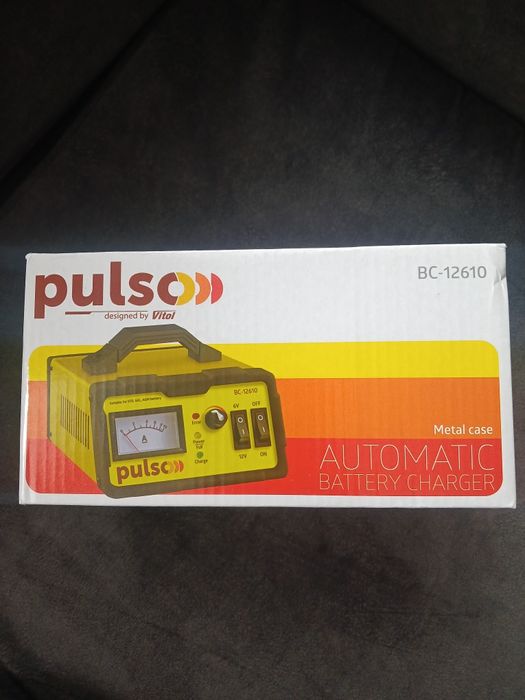 pulso
designed by Vitol
BC-12610
BC-12610
6V OFF
Error
Power
Full
Charge
12V ON
A
pulso
Metal case
AUTOMATIC
BATTERY CHARGER